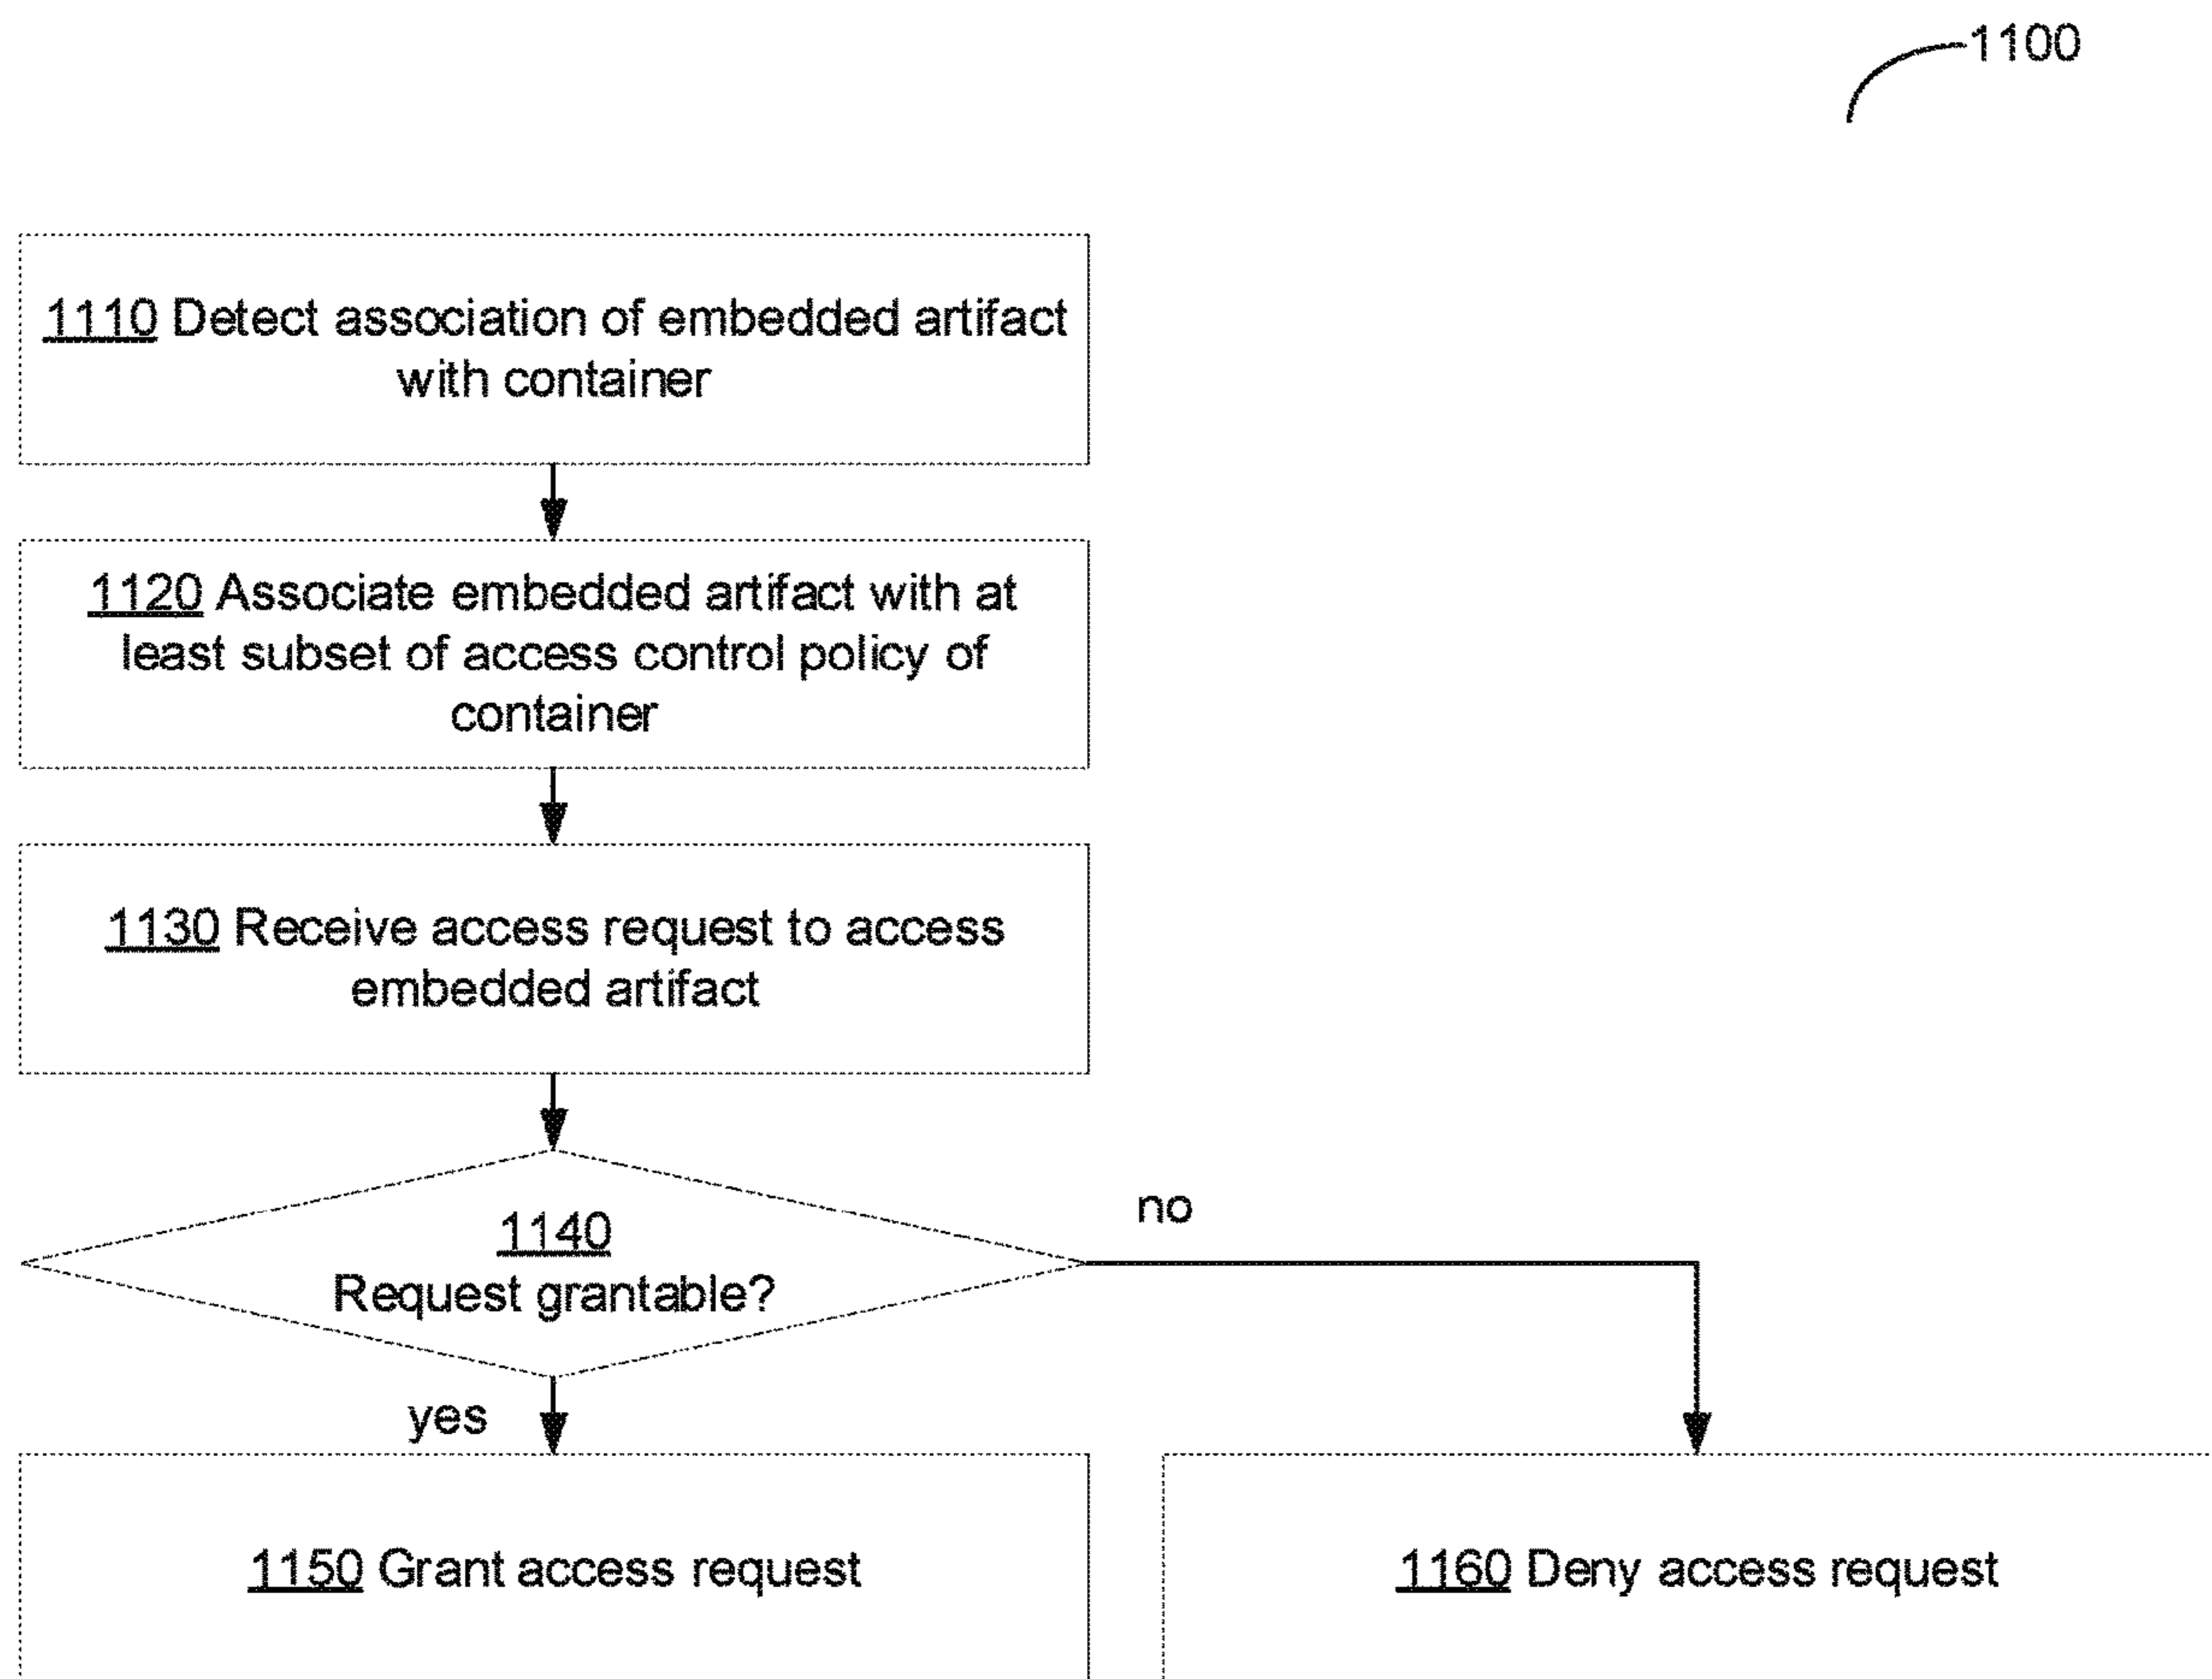 1100
1110 Detect association of embedded artifact
with container
1120 Associate embedded artifact with at
least subset of access control policy of
container
1130 Receive access request to access
embedded artifact
1140
Request grantable?
no
yes
1150 Grant access request
1160 Deny access request